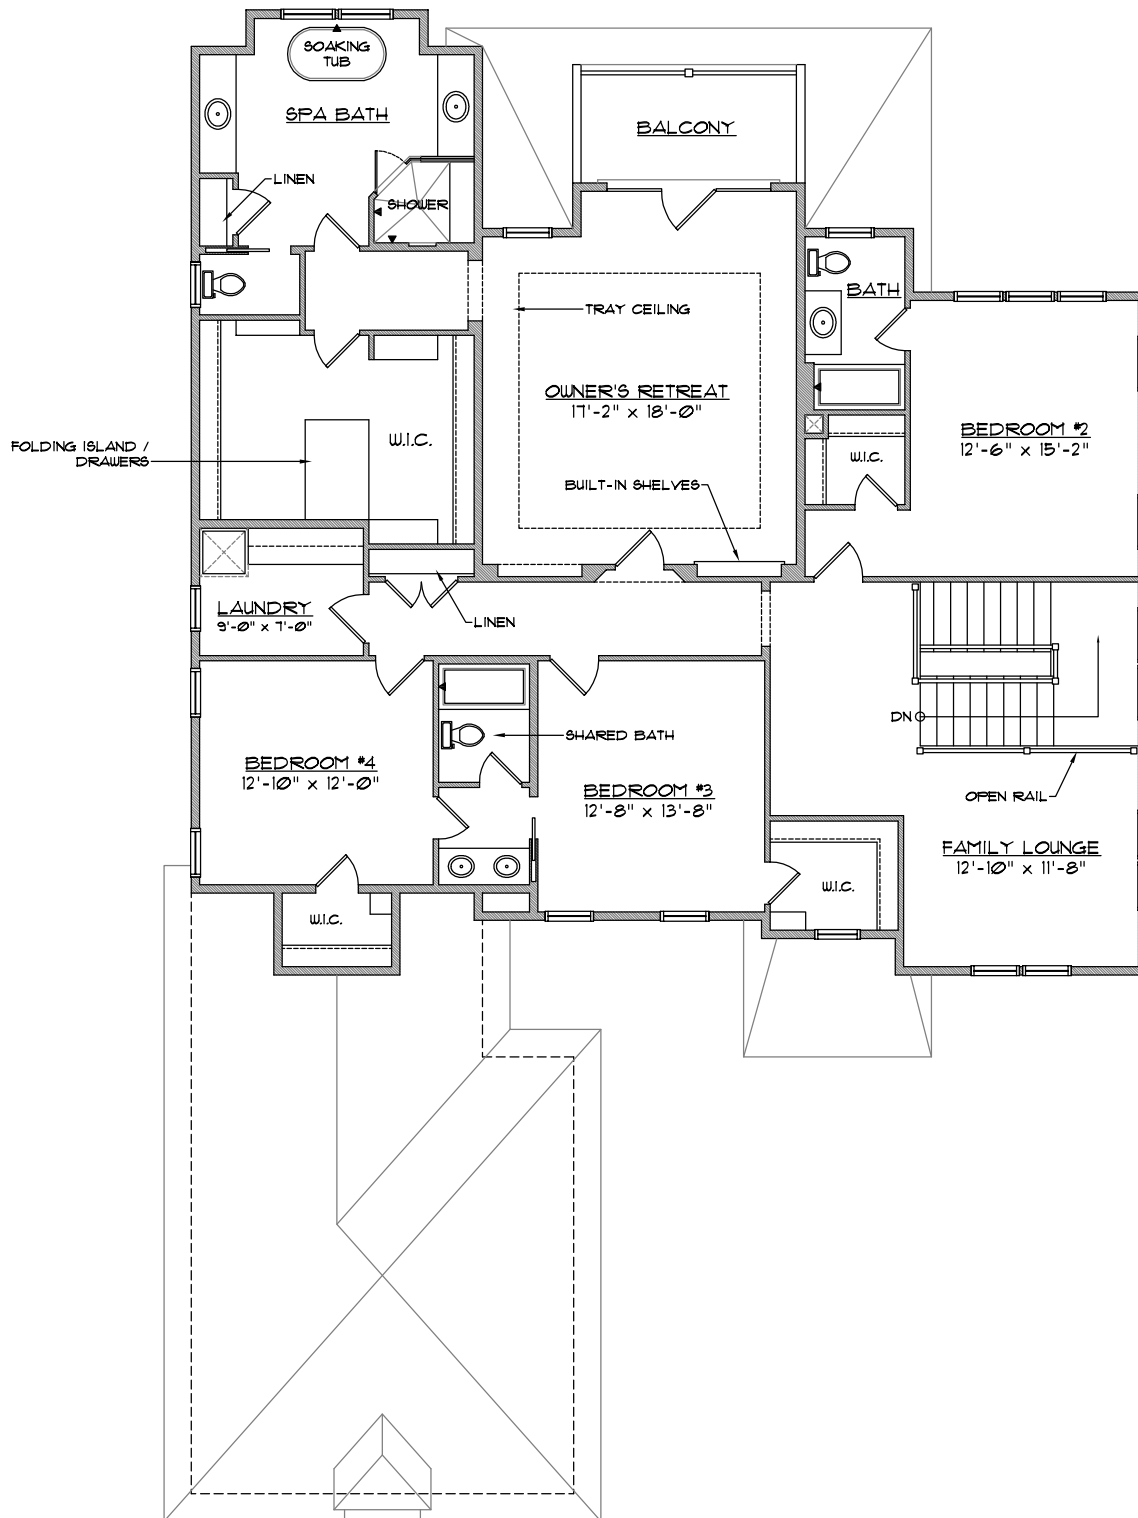 SOAKING
TUB
SPA BATH
BALCONY
LINEN
SHOWER
BATH
TRAY CEILING
OWNER'S RETREAT
17'-2" x 18'-0"
FOLDING ISLAND /
DRAWERS
W.I.C.
BEDROOM #2
12'-6" x 15'-2"
W.I.C.
BUILT-IN SHELVES
LAUNDRY
9'-0" x 7'-0"
LINEN
DN
SHARED BATH
BEDROOM #4
12'-10" x 12'-0"
BEDROOM #3
12'-8" x 13'-8"
OPEN RAIL
FAMILY LOUNGE
12'-10" x 11'-8"
W.I.C.
W.I.C.